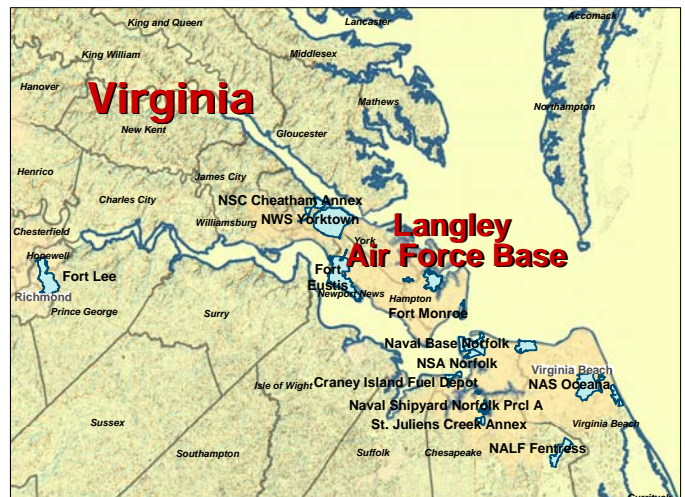 King and Queen
Lancaster
Accomack
King William
Middlesex
Hanover
Virginia
Mathews
Northampton
New Kent
Gloucester
Henrico
James City
Charles City
NSC Cheatham Annex
Williamsburg
NWS Yorktown
Langley
Air Force Base
Chesterfield
York
Hopewell
Fort Lee
Fort
Eustis
Richmond
Newport News
Hampton
Prince George
Surry
Fort Monroe
Naval Base Norfolk
NSA Norfolk
Virginia Beach
Isle of Wight
Craney Island Fuel Depot
NAS Oceana
Naval Shipyard Norfolk Prcl A
Sussex
St. Juliens Creek Annex
Virginia Beach
Southampton
Suffolk
Chesapeake
NALF Fentress